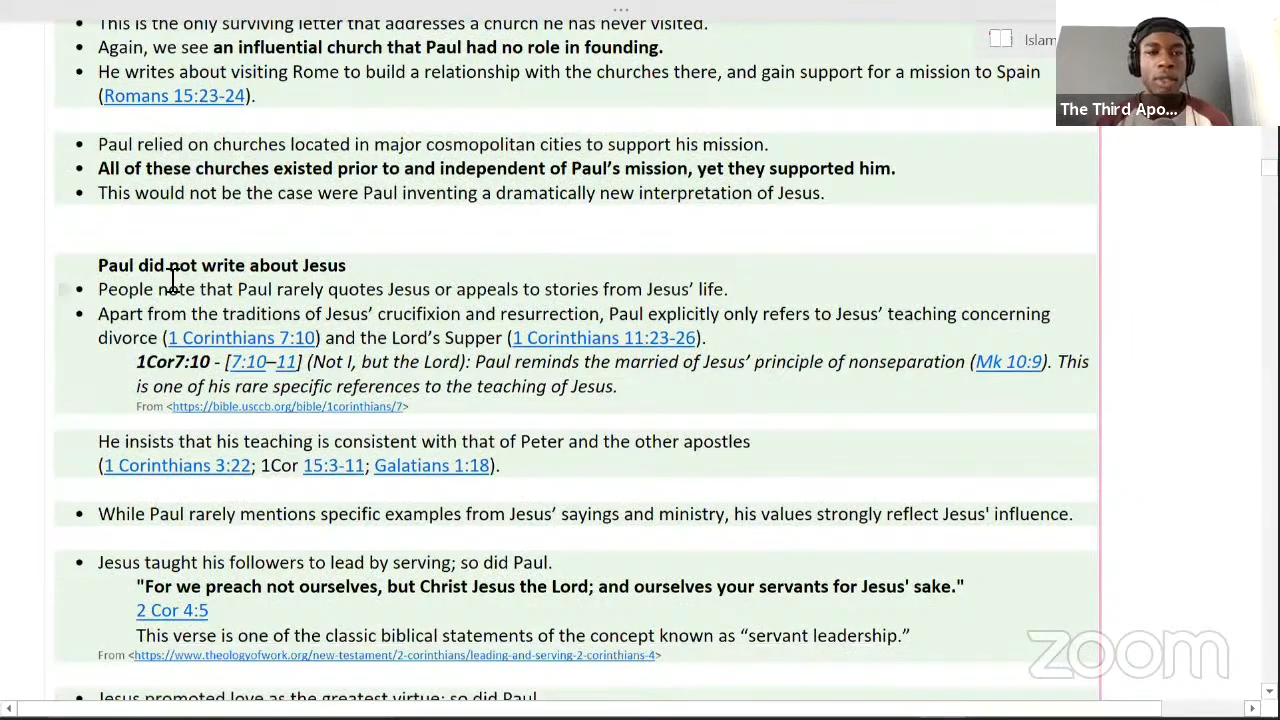 This is the only surviving letter that addresses a church he has never visited.
Again, we see an influential church that Paul had no role in founding.
He writes about visiting Rome to build a relationship with the churches there, and gain support for a mission to Spain
(Romans 15:23-24).
Islam
The Third Apo...
Paul relied on churches located in major cosmopolitan cities to support his mission.
All of these churches existed prior to and independent of Paul's mission, yet they supported him.
This would not be the case were Paul inventing a dramatically new interpretation of Jesus.
Paul did not write about Jesus
People note that Paul rarely quotes Jesus or appeals to stories from Jesus' life.
Apart from the traditions of Jesus' crucifixion and resurrection, Paul explicitly only refers to Jesus' teaching concerning
divorce (1 Corinthians 7:10) and the Lord's Supper (1 Corinthians 11:23-26).
1Cor7:10 - [7:10–11] (Not I, but the Lord): Paul reminds the married of Jesus' principle of nonseparation (Mk 10:9). This
is one of his rare specific references to the teaching of Jesus.
From <https://bible.usccb.org/bible/1corinthians/7>
He insists that his teaching is consistent with that of Peter and the other apostles
(1 Corinthians 3:22; 1Cor 15:3-11; Galatians 1:18).
While Paul rarely mentions specific examples from Jesus' sayings and ministry, his values strongly reflect Jesus' influence.
Jesus taught his followers to lead by serving; so did Paul.
"For we preach not ourselves, but Christ Jesus the Lord; and ourselves your servants for Jesus' sake."
2 Cor 4:5
This verse is one of the classic biblical statements of the concept known as “servant leadership.”
From <https://www.theologyofwork.org/new-testament/2-corinthians/leading-and-serving-2-corinthians-4>
Jesus promoted love as the greatest virtue; so did Paul.
zoom